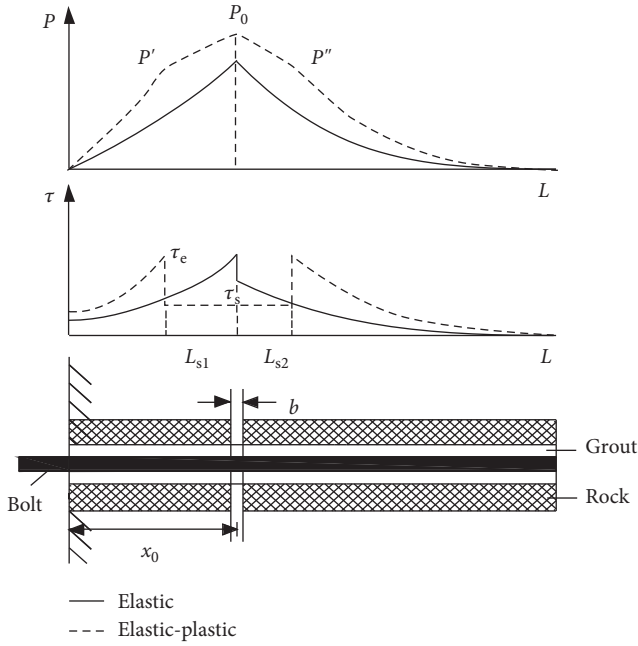 P
P₀
P′
P″
L
τ
τₑ
τₛ
Lₛ₁
Lₛ₂
L
b
Grout
Bolt
Rock
x₀
Elastic
Elastic-plastic